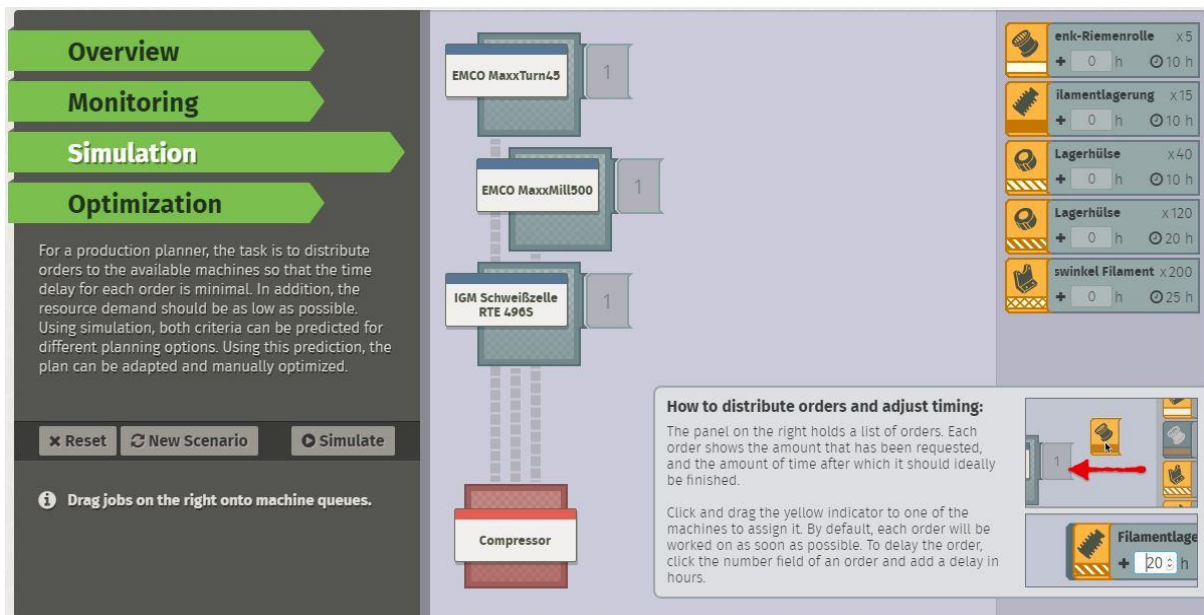 Overview
Monitoring
Simulation
Optimization
For a production planner, the task is to distribute
orders to the available machines so that the time
delay for each order is minimal. In addition, the
resource demand should be as low as possible.
Using simulation, both criteria can be predicted for
different planning options. Using this prediction, the
plan can be adapted and manually optimized.
Reset
New Scenario
Simulate
Drag jobs on the right onto machine queues.
EMCO MaxxTurn45
1
EMCO MaxxMill500
1
IGM Schweißzelle
RTE 496S
1
Compressor
enk-Riemenrolle x5
+ 0 h 10 h
ilamentlagerung x15
+ 0 h 10 h
Lagerhülse x40
+ 0 h 10 h
Lagerhülse x120
+ 0 h 20 h
swinkel Filament x200
+ 0 h 25 h
How to distribute orders and adjust timing:
The panel on the right holds a list of orders. Each
order shows the amount that has been requested,
and the amount of time after which it should ideally
be finished.
Click and drag the yellow indicator to one of the
machines to assign it. By default, each order will be
worked on as soon as possible. To delay the order,
click the number field of an order and add a delay in
hours.
1
Filamentlage
+ 20 h